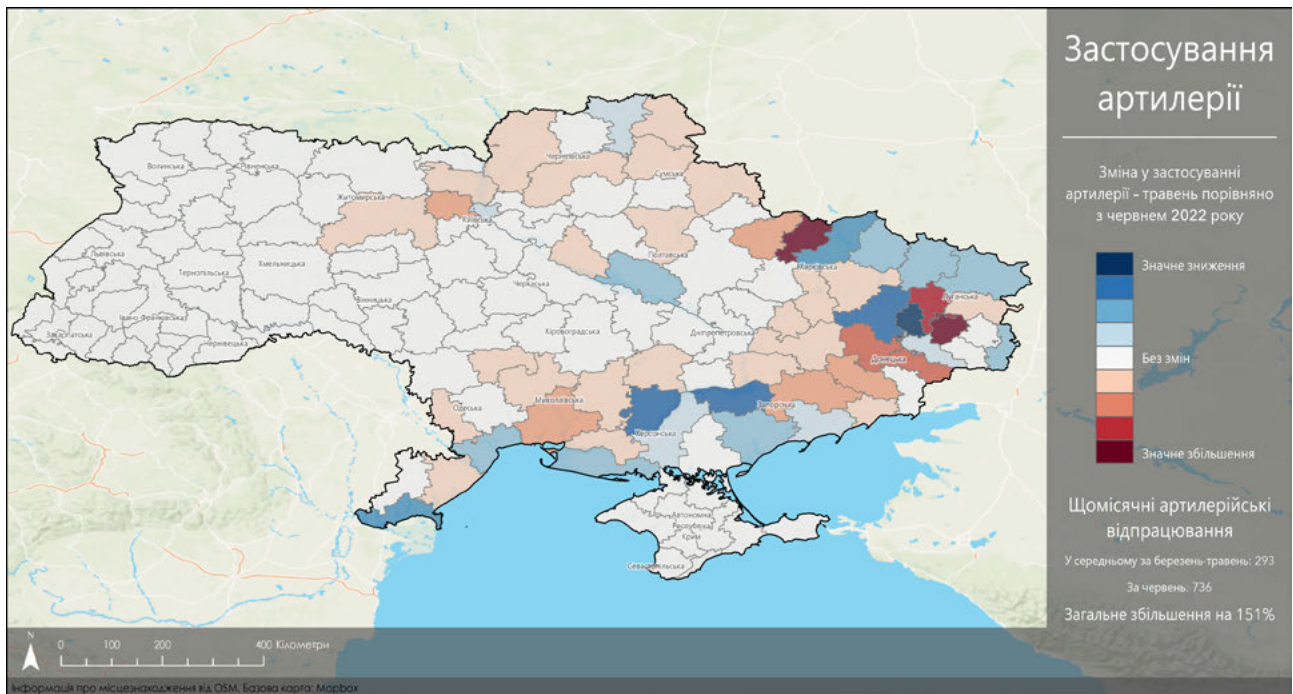 Застосування
артилерії
Зміна у застосуванні
артилерії – травень порівняно
з червнем 2022 року
Значне зниження
Без змін
Значне збільшення
Щомісячні артилерійські
відпрацювання
У середньому за березень-травень: 293
За червень: 736
Загальне збільшення на 151%
Волинська
Рівненська
Житомирська
Київська
Чернігівська
Сумська
Львівська
Тернопільська
Хмельницька
Вінницька
Черкаська
Полтавська
Харківська
Луганська
Івано-Франківська
Закарпатська
Чернівецька
Кіровоградська
Дніпропетровська
Донецька
Одеська
Миколаївська
Запорізька
Херсонська
Автономна
Республіка
Крим
Севастопільська
N
0 100 200 400 Кілометри
Інформація про місцезнаходження від OSM. Базова карта: Mapbox